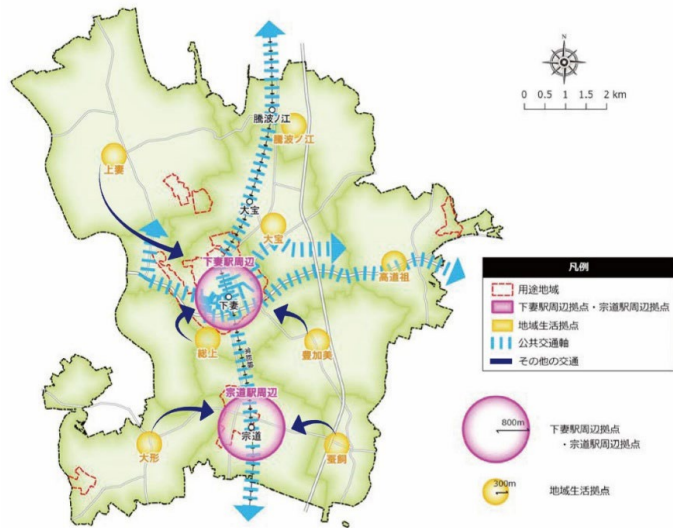 N
0 0.5 1 2 km
騰波ノ江
騰波ノ江
上妻
大宝
大宝
下妻駅周辺
高道祖
下妻
総上
豊加美
宗道駅周辺
宗道
大形
蚕飼
凡例
用途地域
下妻駅周辺拠点・宗道駅周辺拠点
地域生活拠点
公共交通軸
その他の交通
800m
下妻駅周辺拠点
・宗道駅周辺拠点
300m
地域生活拠点